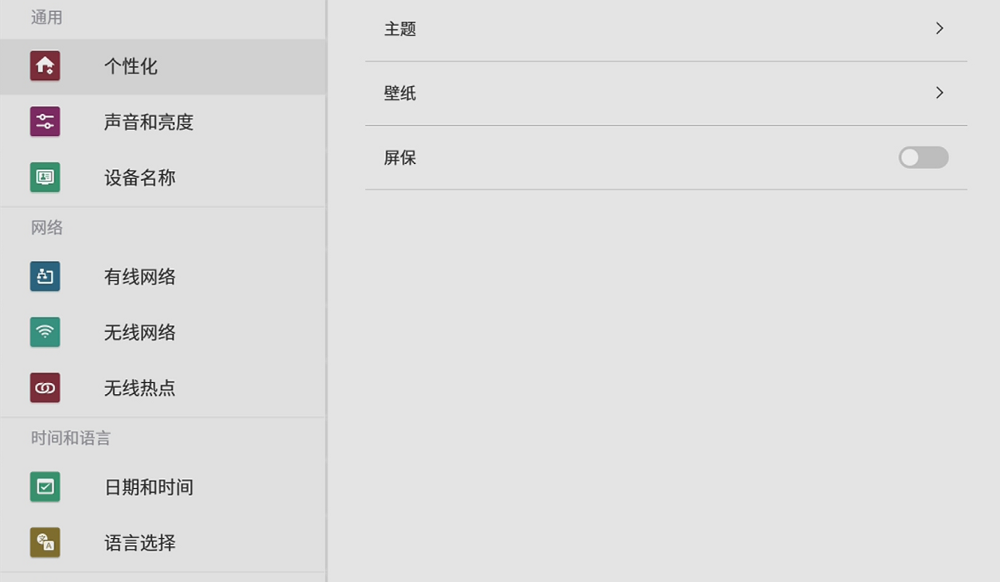 通用
个性化
声音和亮度
设备名称
网络
有线网络
无线网络
无线热点
时间和语言
日期和时间
语言选择
主题
壁纸
屏保